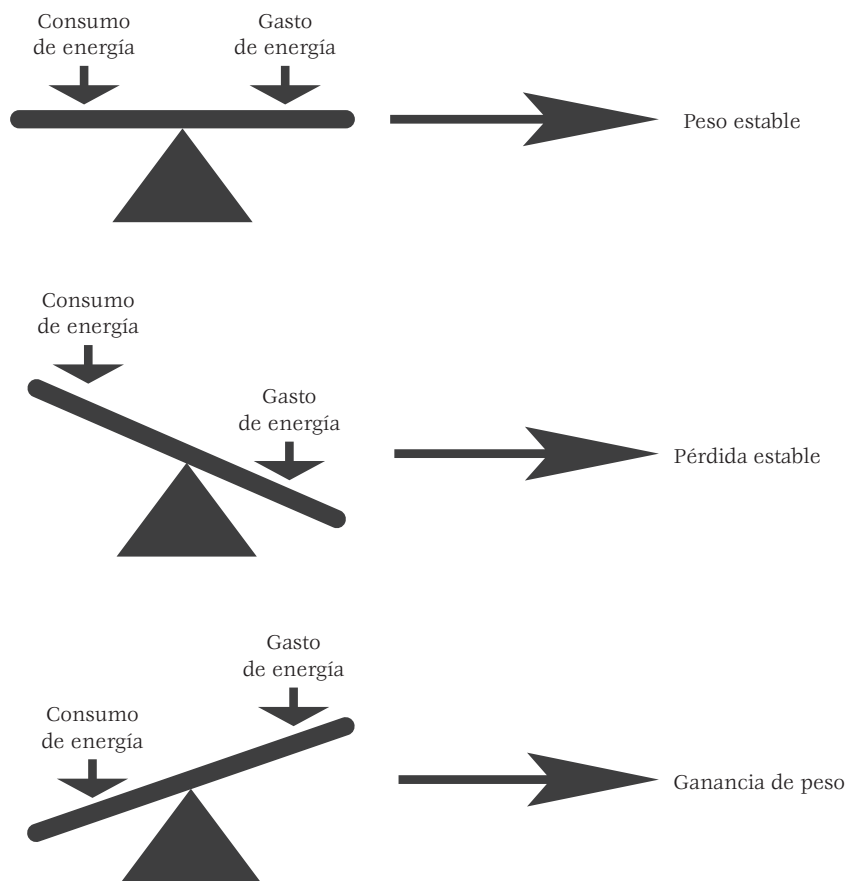 Consumo
de energía
Gasto
de energía
Peso estable
Consumo
de energía
Gasto
de energía
Pérdida estable
Gasto
de energía
Consumo
de energía
Ganancia de peso